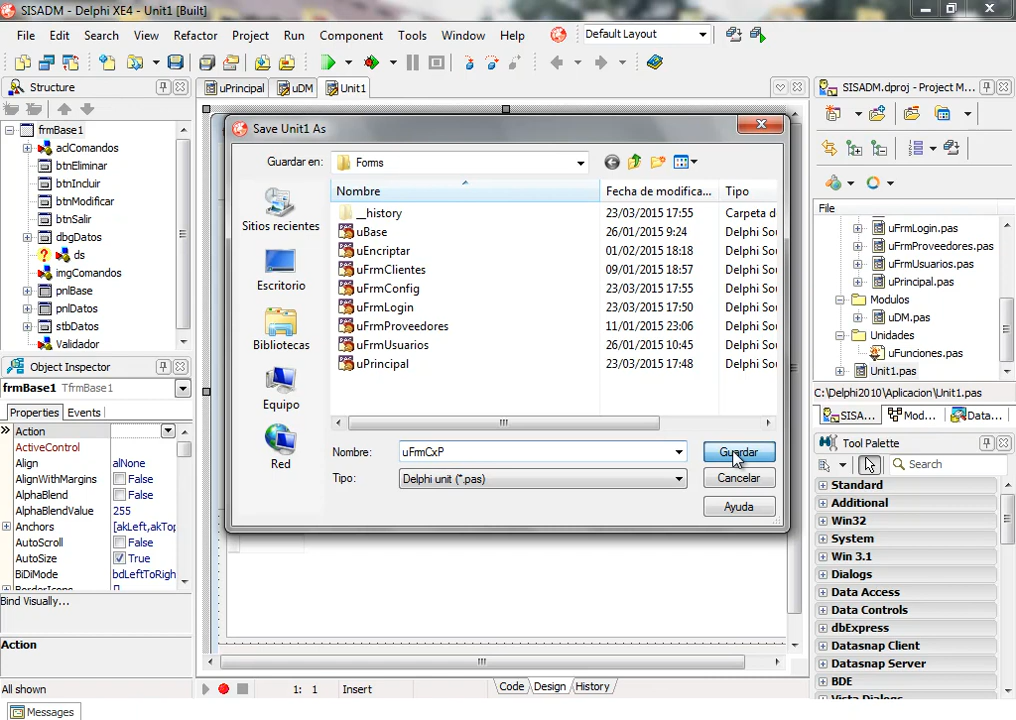 SISADM - Delphi XE4 - Unit1 [Built]
File Edit Search View Refactor Project Run Component Tools Window Help Default Layout
Structure
uPrincipal uDM Unit1
SISADM.dproj - Project M...
frmBase1
aclComandos
btnEliminar
btnIncluir
btnModificar
btnSalir
dbgDatos
ds
imgComandos
pnlBase
pnlDatos
stbDatos
Validador
Save Unit1 As
Guardar en: Forms
Nombre Fecha de modifica... Tipo
__history 23/03/2015 17:55 Carpeta d
uBase 26/01/2015 9:24 Delphi Sou
uEncriptar 01/02/2015 18:18 Delphi Sou
uFrmClientes 09/01/2015 18:57 Delphi Sou
uFrmConfig 23/03/2015 17:55 Delphi Sou
uFrmLogin 23/03/2015 17:50 Delphi Sou
uFrmProveedores 11/01/2015 23:06 Delphi Sou
uFrmUsuarios 26/01/2015 10:45 Delphi Sou
uPrincipal 23/03/2015 17:48 Delphi Sou
Sitios recientes
Escritorio
Bibliotecas
Equipo
Red
Nombre: uFrmCxP Guardar
Tipo: Delphi unit (*.pas) Cancelar
Ayuda
File
uFrmLogin.pas
uFrmProveedores.pas
uFrmUsuarios.pas
uPrincipal.pas
Modulos
uDM.pas
Unidades
uFunciones.pas
Unit1.pas
C:\Delphi2010\Aplicacion\Unit1.pas
SISA... Mod... Data...
Tool Palette
Search
Standard
Additional
Win32
System
Win 3.1
Dialogs
Data Access
Data Controls
dbExpress
Datasnap Client
Datasnap Server
BDE
Object Inspector
frmBase1 TfrmBase1
Properties Events
Action
ActiveControl
Align alNone
AlignWithMargins False
AlphaBlend False
AlphaBlendValue 255
Anchors [akLeft,akTop
AutoScroll False
AutoSize True
BiDiMode bdLeftToRigh
Bind Visually...
Action
All shown
1: 1 Insert Code Design History
Messages